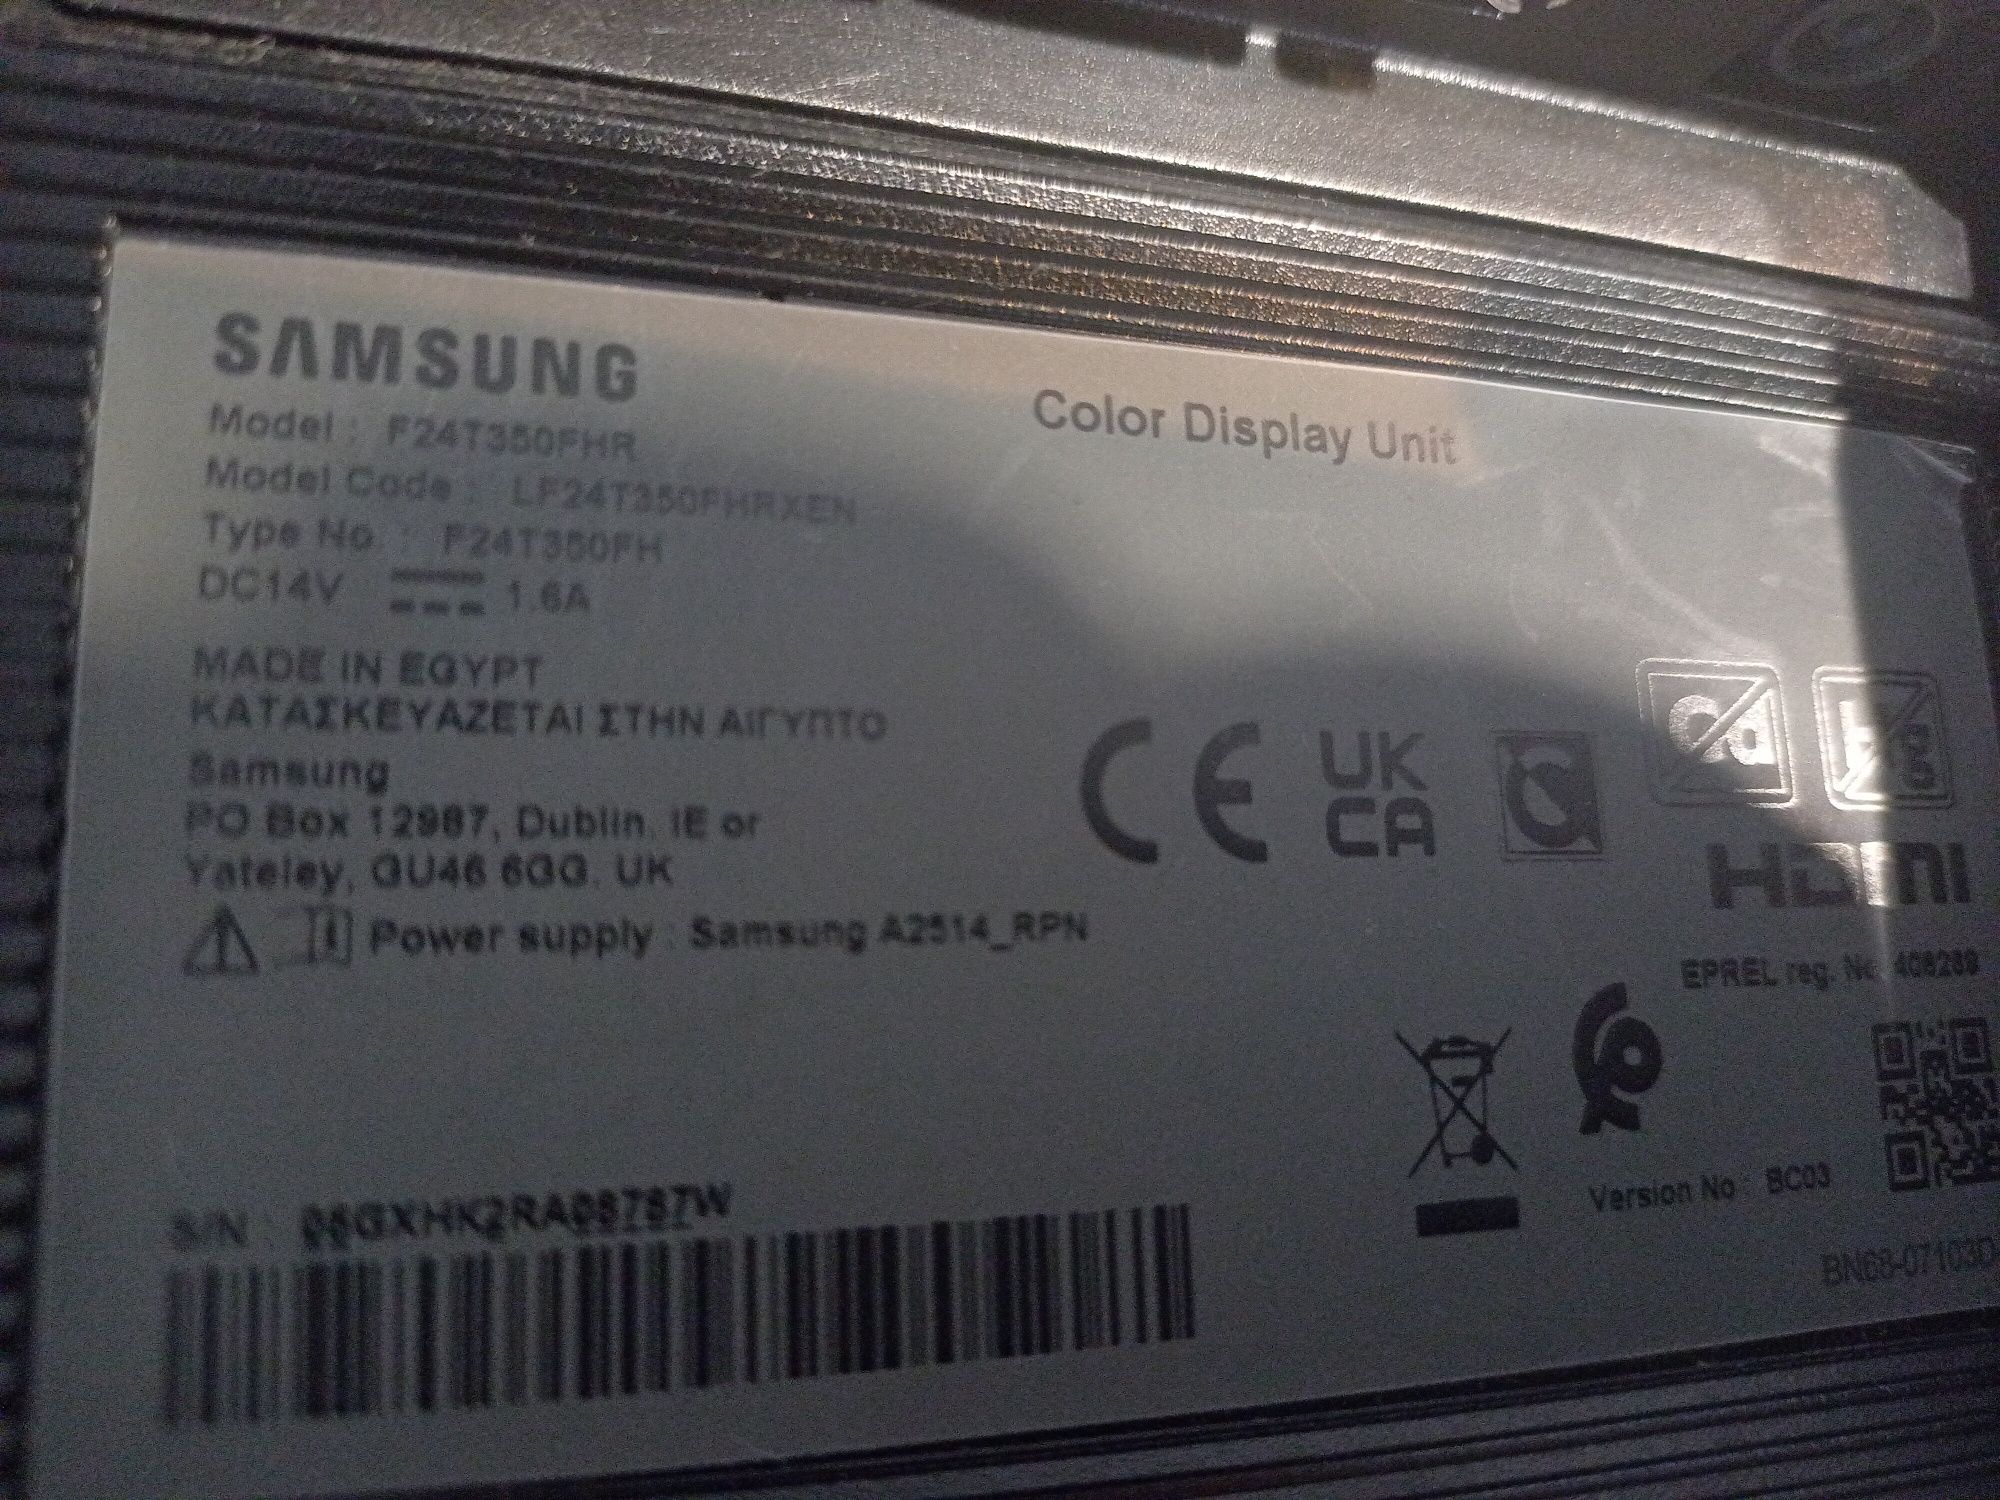 SAMSUNG
Color Display Unit
Model : F24T350FHR
Model Code : LF24T350FHRXEN
Type No. : F24T350FH
DC14V 1.6A
MADE IN EGYPT
ΚΑΤΑΣΚΕΥΑΖΕΤΑΙ ΣΤΗΝ ΑΙΓΥΠΤΟ
Samsung
PO Box 12987, Dublin. IE or
Yateley, GU46 6GG. UK
Power supply : Samsung A2514_RPN
CE
UK
CA
Pb
HDMI
EPREL reg. No.
Version No : BC03
S/N :